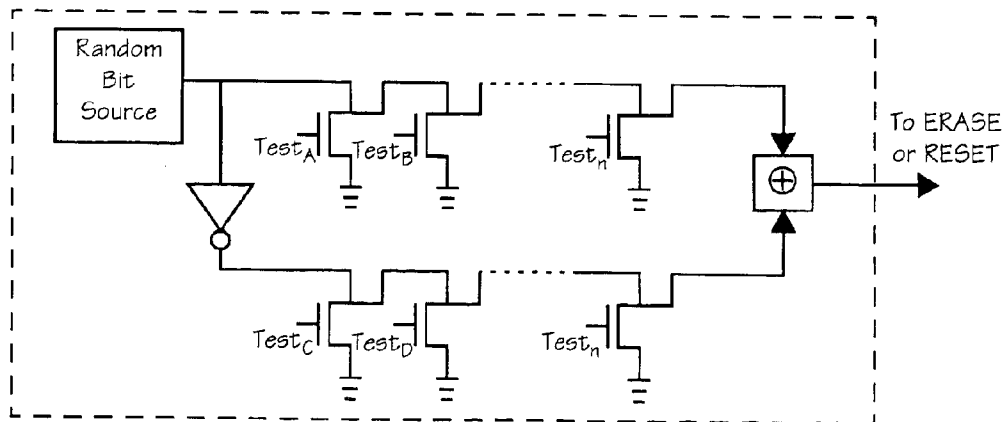 Random
Bit
Source
Test_A
Test_B
Test_n
To ERASE
or RESET
Test_C
Test_D
Test_n